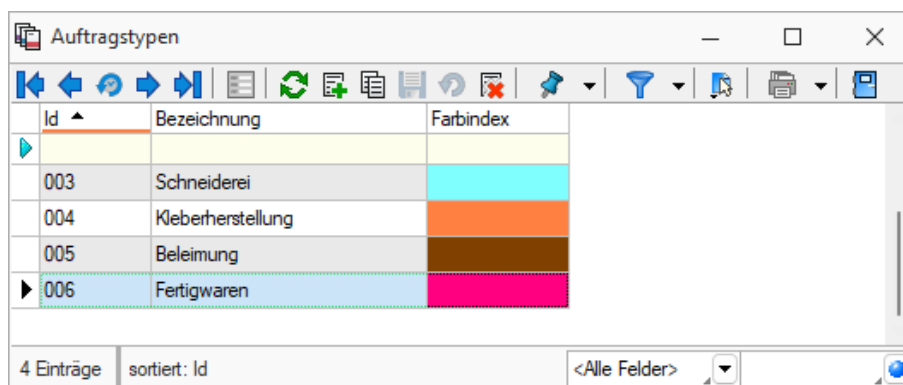 Auftragstypen
Id Bezeichnung Farbindex
003 Schneiderei
004 Kleberherstellung
005 Beleimung
006 Fertigwaren
4 Einträge sortiert: Id <Alle Felder>